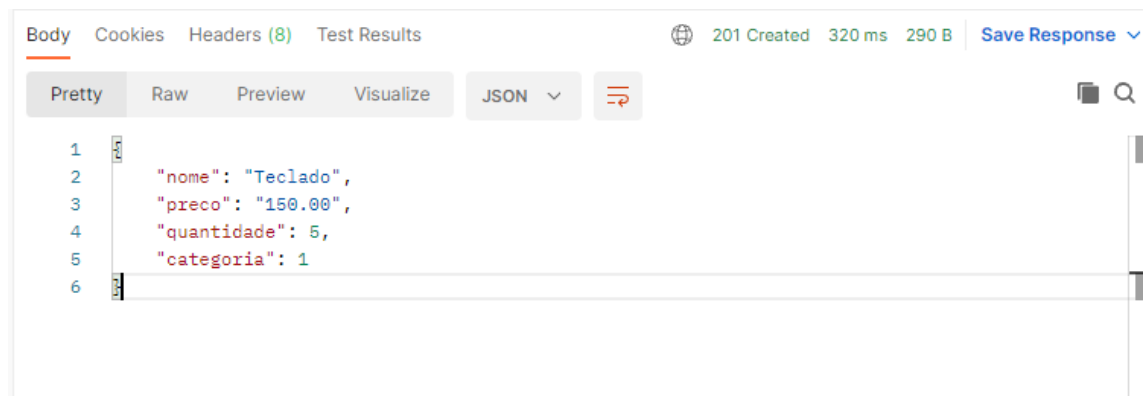 Body Cookies Headers (8) Test Results 201 Created 320 ms 290 B Save Response
Pretty Raw Preview Visualize JSON
1 {
2 "nome": "Teclado",
3 "preco": "150.00",
4 "quantidade": 5,
5 "categoria": 1
6 }